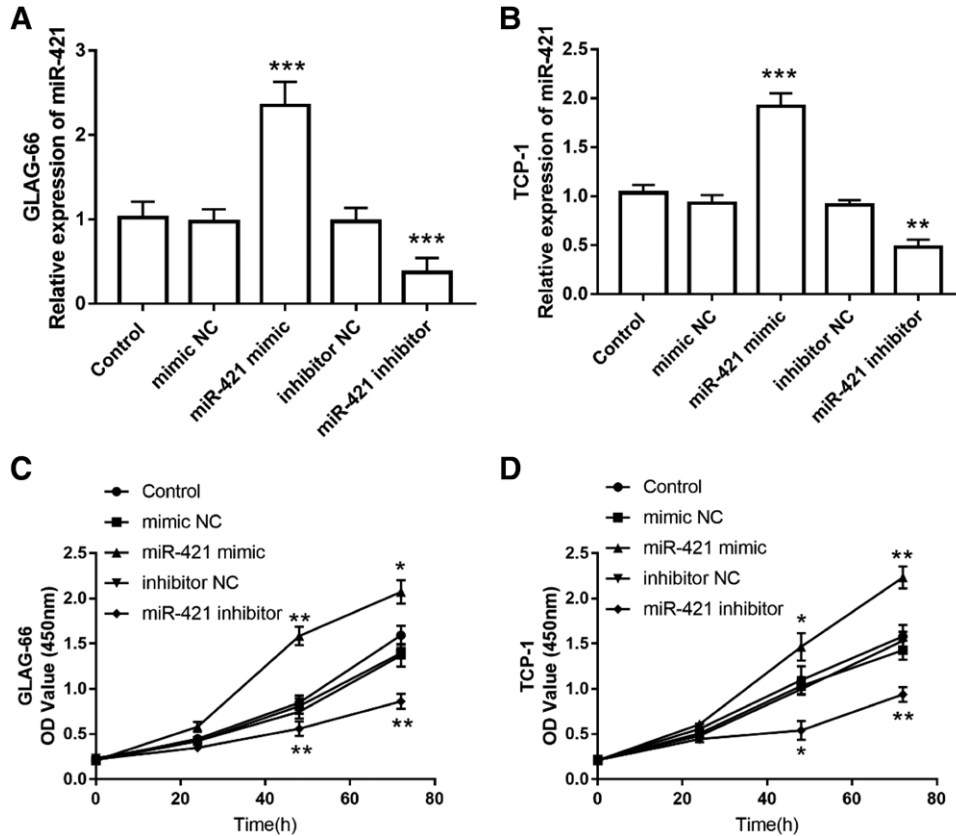 A
GLAG-66
Relative expression of miR-421
3
2
1
0
***
***
Control
mimic NC
miR-421 mimic
inhibitor NC
miR-421 inhibitor
B
TCP-1
Relative expression of miR-421
2.5
2.0
1.5
1.0
0.5
0.0
***
**
Control
mimic NC
miR-421 mimic
inhibitor NC
miR-421 inhibitor
C
Control
mimic NC
miR-421 mimic
inhibitor NC
miR-421 inhibitor
GLAG-66
OD Value (450nm)
2.5
2.0
1.5
1.0
0.5
0.0
**
*
**
**
0 20 40 60 80
Time(h)
D
Control
mimic NC
miR-421 mimic
inhibitor NC
miR-421 inhibitor
TCP-1
OD Value (450nm)
2.5
2.0
1.5
1.0
0.5
0.0
*
**
*
**
0 20 40 60 80
Time(h)